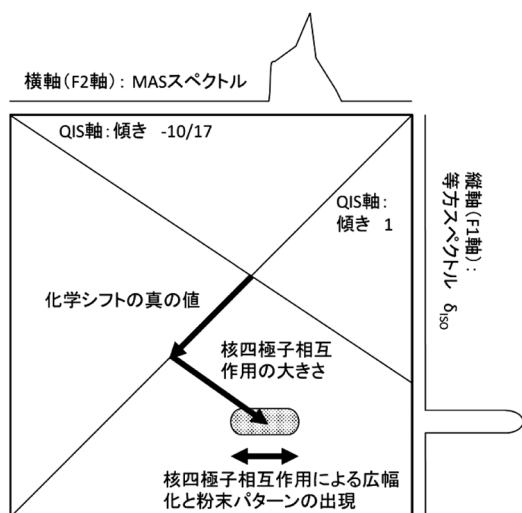 横軸(F2軸): MASスペクトル
QIS軸:傾き -10/17
QIS軸:
傾き 1
縦軸(F1軸):
等方スペクトル δISO
化学シフトの真の値
核四極子相互
作用の大きさ
核四極子相互作用による広幅
化と粉末パターンの出現